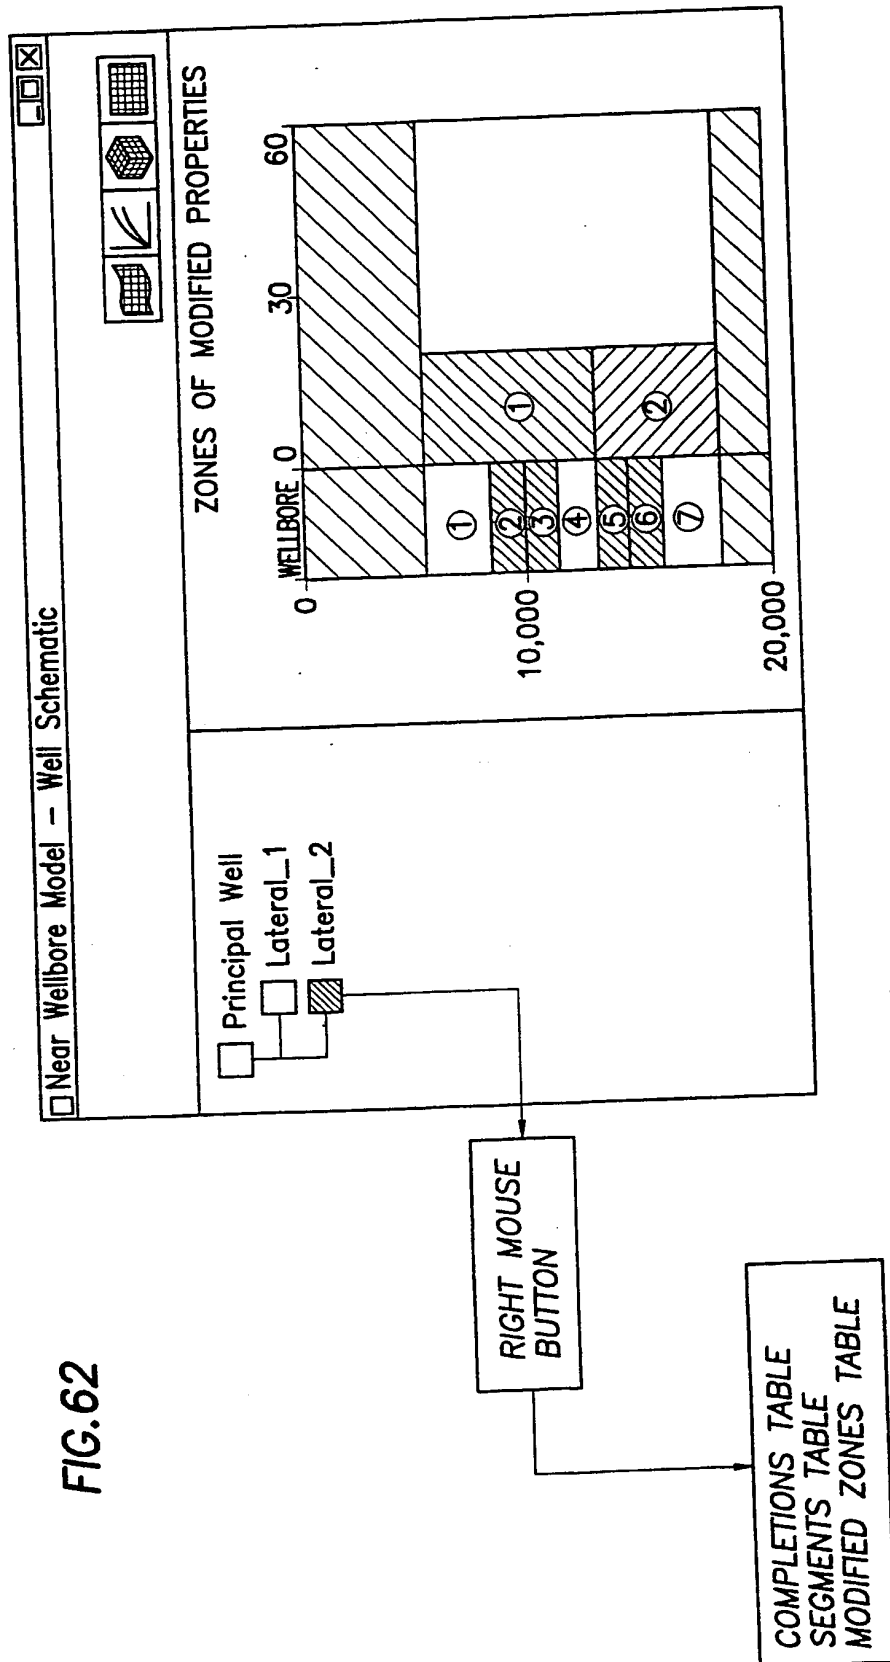 FIG.62
Near Wellbore Model – Well Schematic
Principal Well
Lateral_1
Lateral_2
ZONES OF MODIFIED PROPERTIES
WELLBORE 0 30 60
0
10,000
20,000
①
②
③
④
⑤
⑥
⑦
①
②
RIGHT MOUSE
BUTTON
COMPLETIONS TABLE
SEGMENTS TABLE
MODIFIED ZONES TABLE